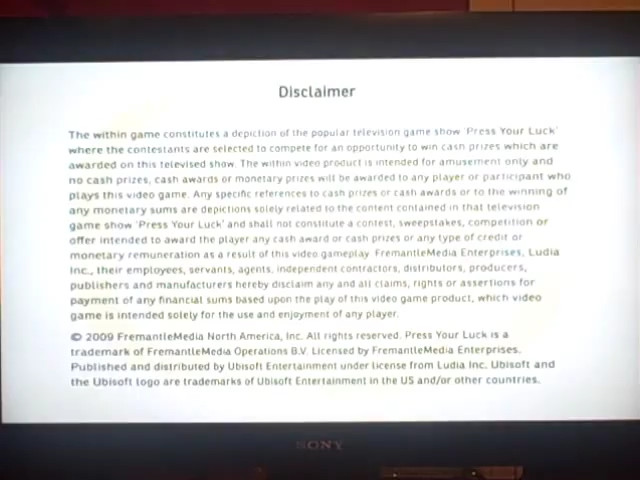 Disclaimer
The within game constitutes a depiction of the popular television game show 'Press Your Luck'
where the contestants are selected to compete for an opportunity to win cash prizes which are
awarded on this televised show. The within video product is intended for amusement only and
no cash prizes, cash awards or monetary prizes will be awarded to any player or participant who
plays this video game. Any specific references to cash prizes or cash awards or to the winning of
any monetary sums are depictions solely related to the content contained in that television
game show 'Press Your Luck' and shall not constitute a contest, sweepstakes, competition or
offer intended to award the player any cash award or cash prizes or any type of credit or
monetary remuneration as a result of this video gameplay. FremantleMedia Enterprises, Ludia
Inc., their employees, servants, agents, independent contractors, distributors, producers,
publishers and manufacturers hereby disclaim any and all claims, rights or assertions for
payment of any financial sums based upon the play of this video game product, which video
game is intended solely for the use and enjoyment of any player.
© 2009 FremantleMedia North America, Inc. All rights reserved. Press Your Luck is a
trademark of FremantleMedia Operations B.V. Licensed by FremantleMedia Enterprises.
Published and distributed by Ubisoft Entertainment under license from Ludia Inc. Ubisoft and
the Ubisoft logo are trademarks of Ubisoft Entertainment in the US and/or other countries.
SONY